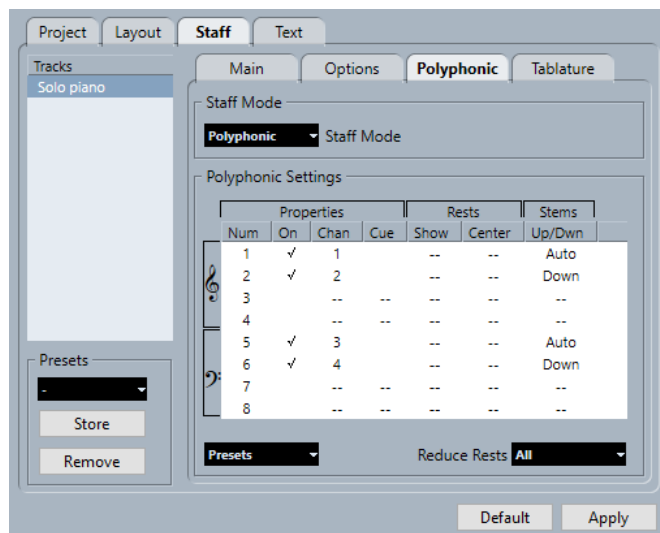 Project Layout Staff Text
Tracks
Solo piano
Main Options Polyphonic Tablature
Staff Mode
Polyphonic Staff Mode
Polyphonic Settings
Properties Rests Stems
Num On Chan Cue Show Center Up/Dwn
1 √ 1 -- -- Auto
2 √ 2 -- -- Down
3 -- -- -- -- --
4 -- -- -- -- --
5 √ 3 -- -- Auto
6 √ 4 -- -- Down
7 -- -- -- -- --
8 -- -- -- -- --
Presets
-
Store
Remove
Presets Reduce Rests All
Default Apply